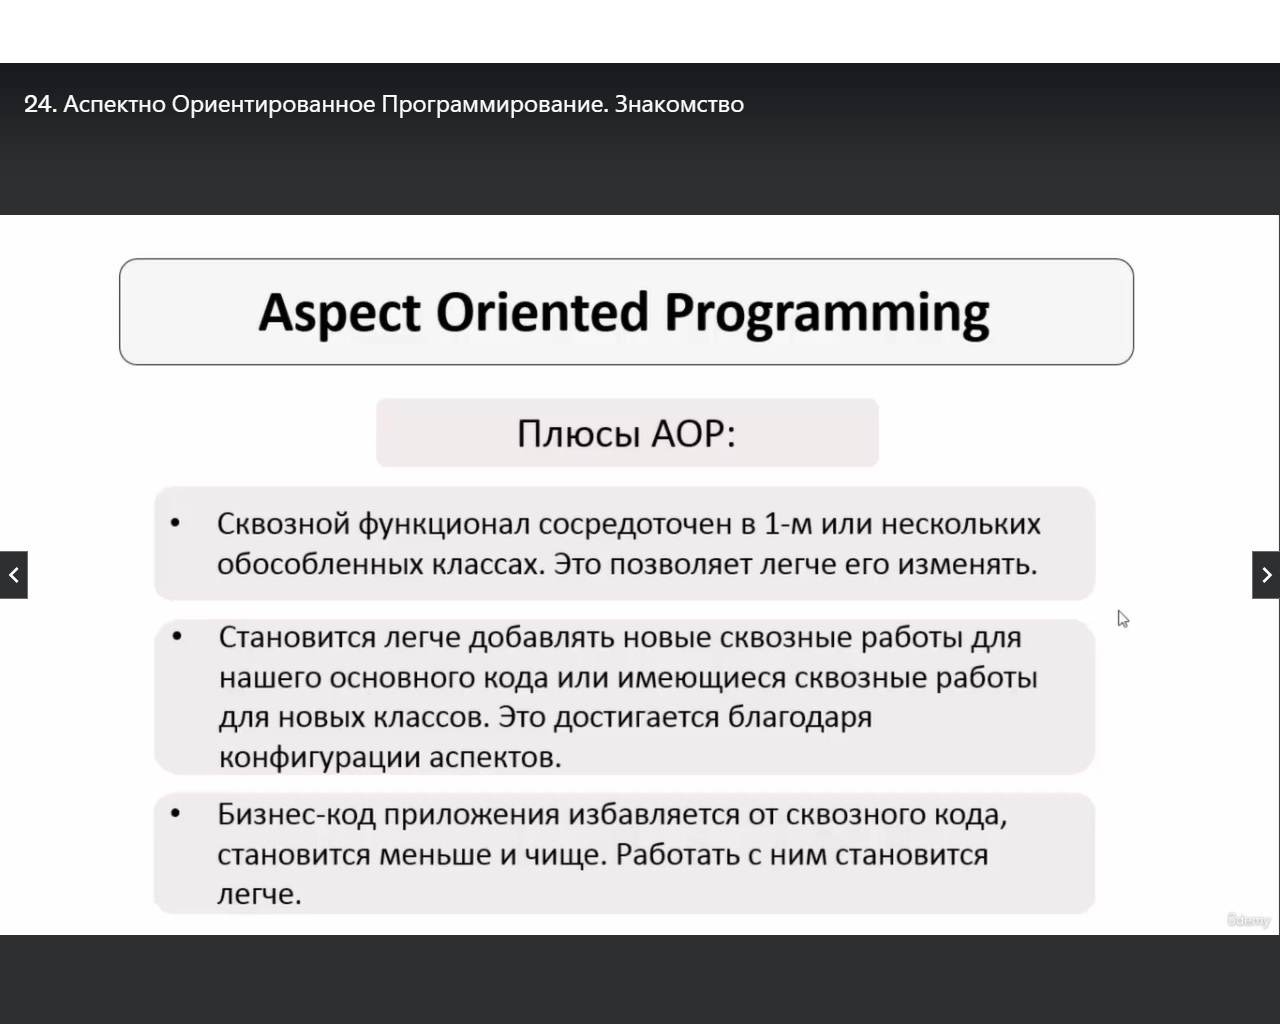 24. Аспектно Ориентированное Программирование. Знакомство
Aspect Oriented Programming
Плюсы AOP:
• Сквозной функционал сосредоточен в 1-м или нескольких
обособленных классах. Это позволяет легче его изменять.
• Становится легче добавлять новые сквозные работы для
нашего основного кода или имеющиеся сквозные работы
для новых классов. Это достигается благодаря
конфигурации аспектов.
• Бизнес-код приложения избавляется от сквозного кода,
становится меньше и чище. Работать с ним становится
легче.
ûdemy